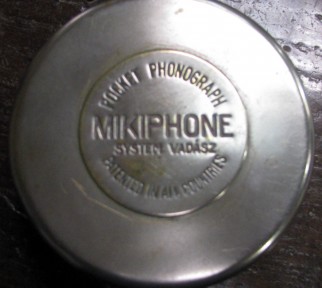 POCKET PHONOGRAPH
MIKIPHONE
SYSTEM VADÁSZ
PATENTED IN ALL COUNTRIES